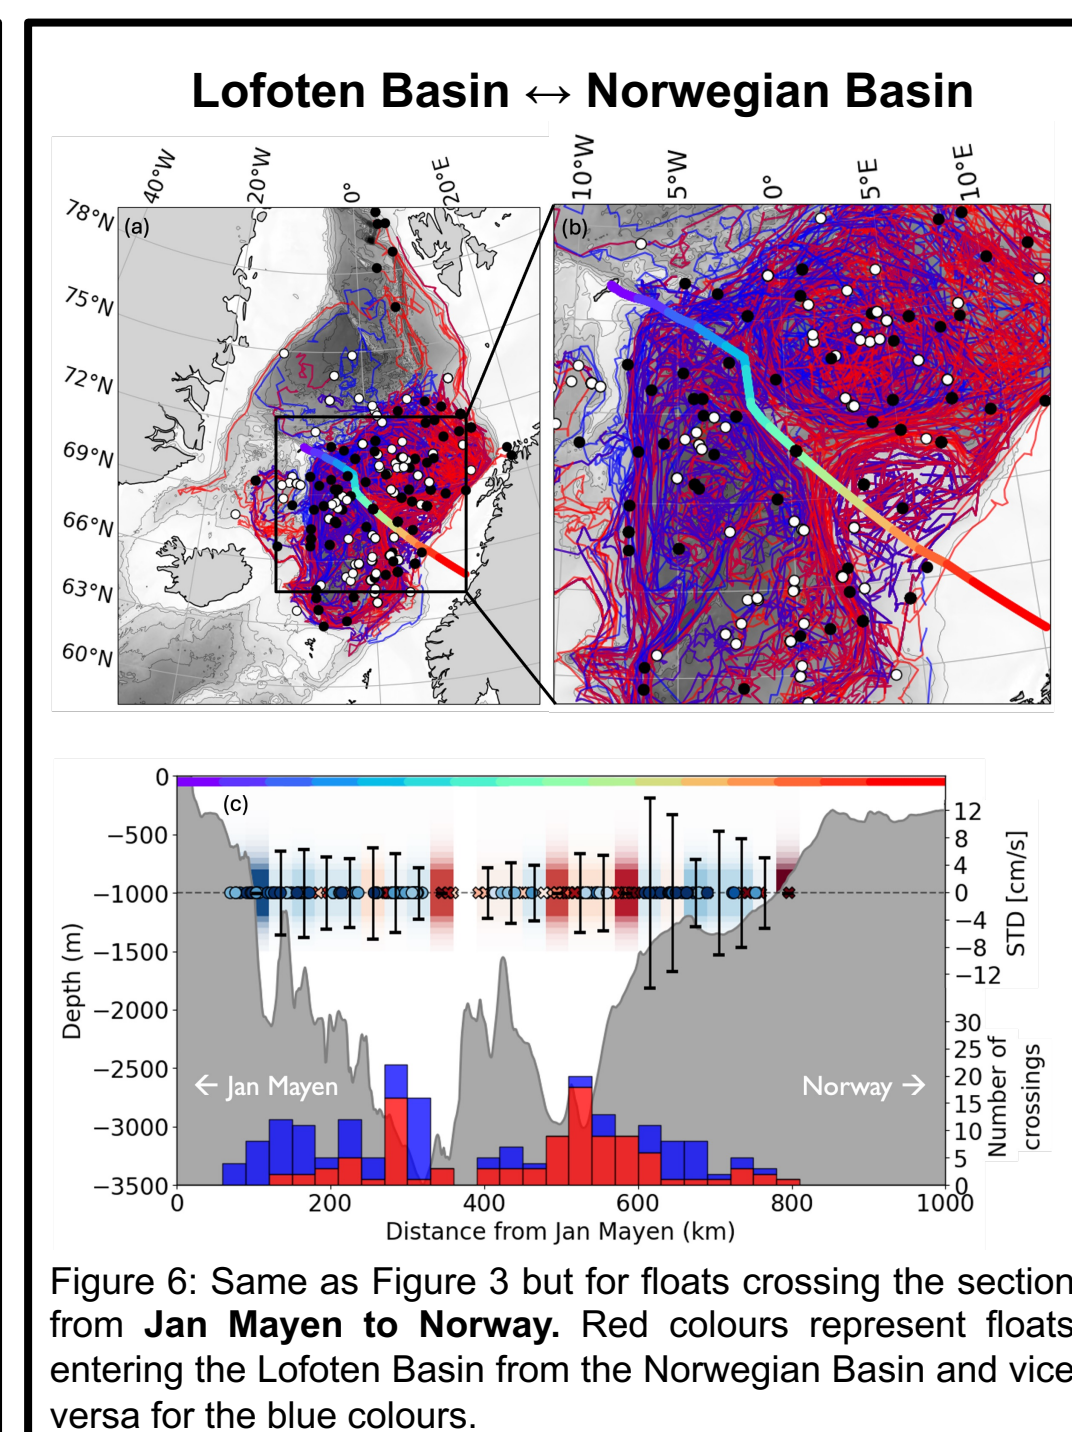 Lofoten Basin ↔ Norwegian Basin
40°W 20°W 0° 20°E
10°W 5°W 0° 5°E 10°E
78°N
75°N
72°N
69°N
66°N
63°N
60°N
(a)
(b)
(c)
0
−500
−1000
−1500
−2000
−2500
−3000
−3500
Depth (m)
12
8
4
0
−4
−8
−12
STD [cm/s]
30
25
20
15
10
5
0
Number of
crossings
← Jan Mayen
Norway →
0 200 400 600 800 1000
Distance from Jan Mayen (km)
Figure 6: Same as Figure 3 but for floats crossing the section
from Jan Mayen to Norway. Red colours represent floats
entering the Lofoten Basin from the Norwegian Basin and vice
versa for the blue colours.